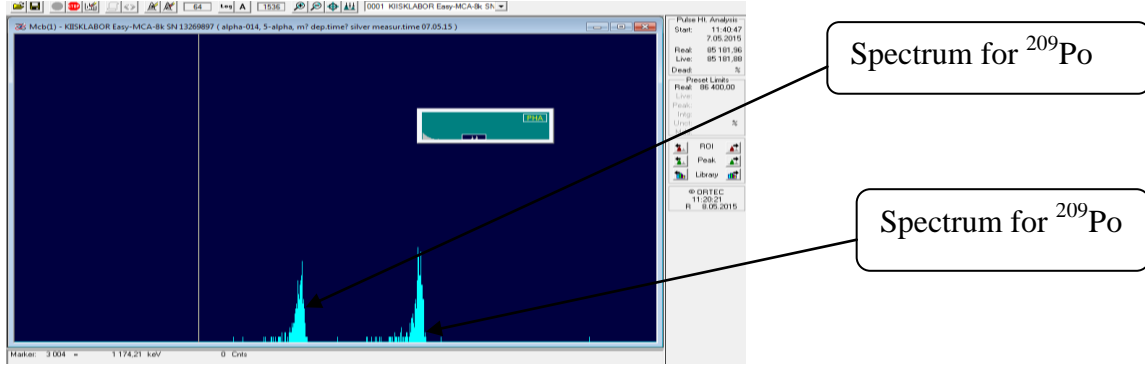 64 Log A 1536 0001 KIISKLABOR Easy-MCA-8k SN
Mcb(1) - KIISKLABOR Easy-MCA-8k SN 13269897 ( alpha-014, 5-alpha, m? dep.time? silver measur.time 07.05.15 )
PHA
Marker: 3 004 = 1 174,21 keV 0 Cnts
Pulse Ht. Analysis
Start: 11:40:47
7.05.2015
Real: 85 181,96
Live: 85 181,88
Dead: %
Preset Limits
Real: 86 400,00
Live:
Peak:
Intg:
%
ROI
Peak
Library
ORTEC
11:20:21
R 8.05.2015
Spectrum for ²⁰⁹Po
Spectrum for ²⁰⁹Po